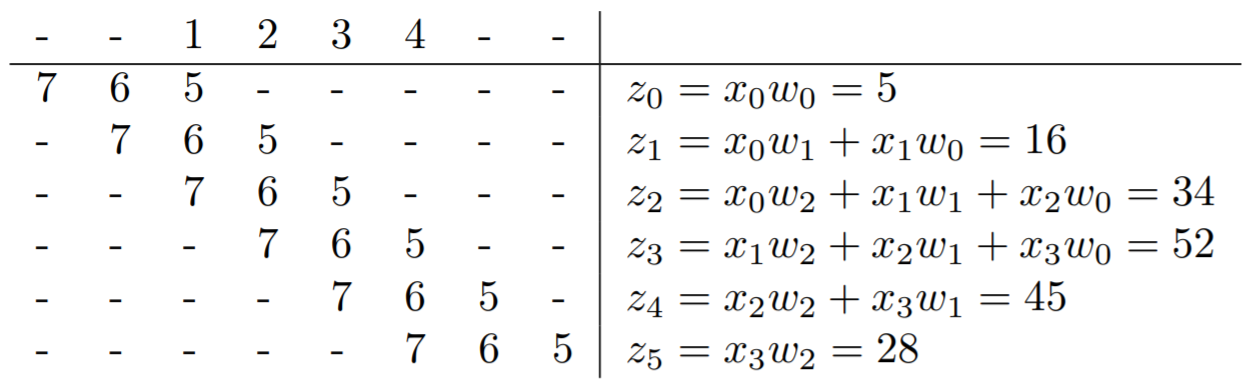 - - 1 2 3 4 - -
7 6 5 - - - - - z₀ = x₀w₀ = 5
- 7 6 5 - - - - z₁ = x₀w₁ + x₁w₀ = 16
- - 7 6 5 - - - z₂ = x₀w₂ + x₁w₁ + x₂w₀ = 34
- - - 7 6 5 - - z₃ = x₁w₂ + x₂w₁ + x₃w₀ = 52
- - - - 7 6 5 - z₄ = x₂w₂ + x₃w₁ = 45
- - - - - 7 6 5 z₅ = x₃w₂ = 28